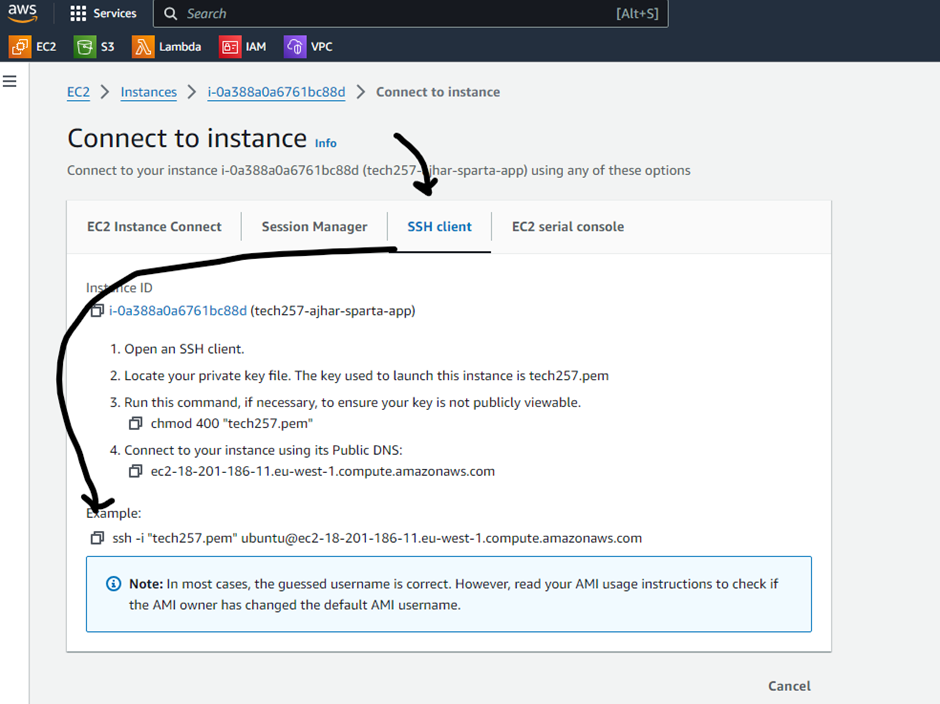 aws
Services
Search
[Alt+S]
EC2
S3
Lambda
IAM
VPC
EC2 > Instances > i-0a388a0a6761bc88d > Connect to instance
Connect to instance Info
Connect to your instance i-0a388a0a6761bc88d (tech257-ajhar-sparta-app) using any of these options
EC2 Instance Connect
Session Manager
SSH client
EC2 serial console
Instance ID
i-0a388a0a6761bc88d (tech257-ajhar-sparta-app)
1. Open an SSH client.
2. Locate your private key file. The key used to launch this instance is tech257.pem
3. Run this command, if necessary, to ensure your key is not publicly viewable.
chmod 400 "tech257.pem"
4. Connect to your instance using its Public DNS:
ec2-18-201-186-11.eu-west-1.compute.amazonaws.com
Example:
ssh -i "tech257.pem" ubuntu@ec2-18-201-186-11.eu-west-1.compute.amazonaws.com
Note: In most cases, the guessed username is correct. However, read your AMI usage instructions to check if
the AMI owner has changed the default AMI username.
Cancel